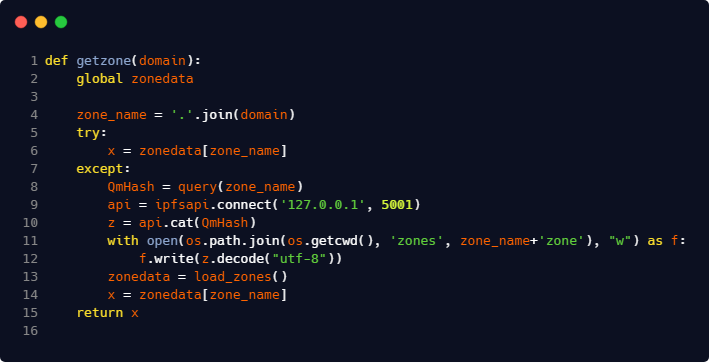 1 def getzone(domain):
2     global zonedata
3
4     zone_name = '.'.join(domain)
5     try:
6         x = zonedata[zone_name]
7     except:
8         QmHash = query(zone_name)
9         api = ipfsapi.connect('127.0.0.1', 5001)
10         z = api.cat(QmHash)
11         with open(os.path.join(os.getcwd(), 'zones', zone_name+'zone'), "w") as f:
12             f.write(z.decode("utf-8"))
13         zonedata = load_zones()
14         x = zonedata[zone_name]
15     return x
16